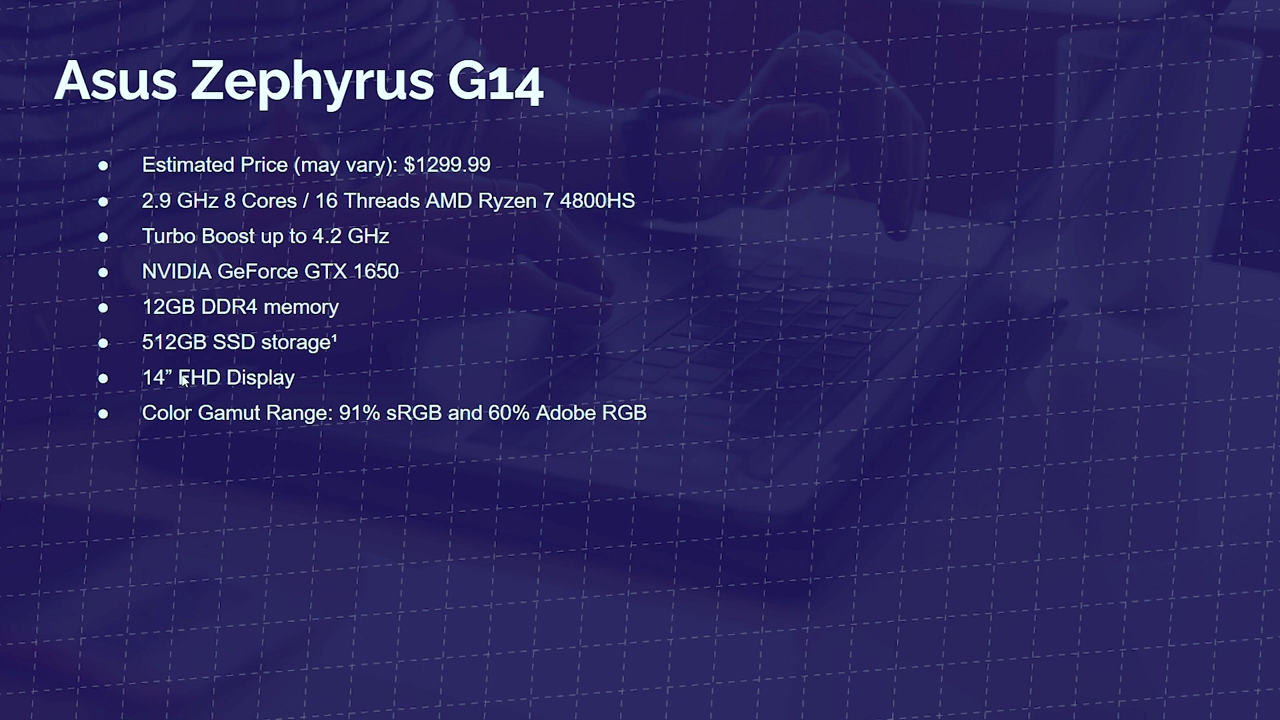 Asus Zephyrus G14
● Estimated Price (may vary): $1299.99
● 2.9 GHz 8 Cores / 16 Threads AMD Ryzen 7 4800HS
● Turbo Boost up to 4.2 GHz
● NVIDIA GeForce GTX 1650
● 12GB DDR4 memory
● 512GB SSD storage¹
● 14” FHD Display
● Color Gamut Range: 91% sRGB and 60% Adobe RGB